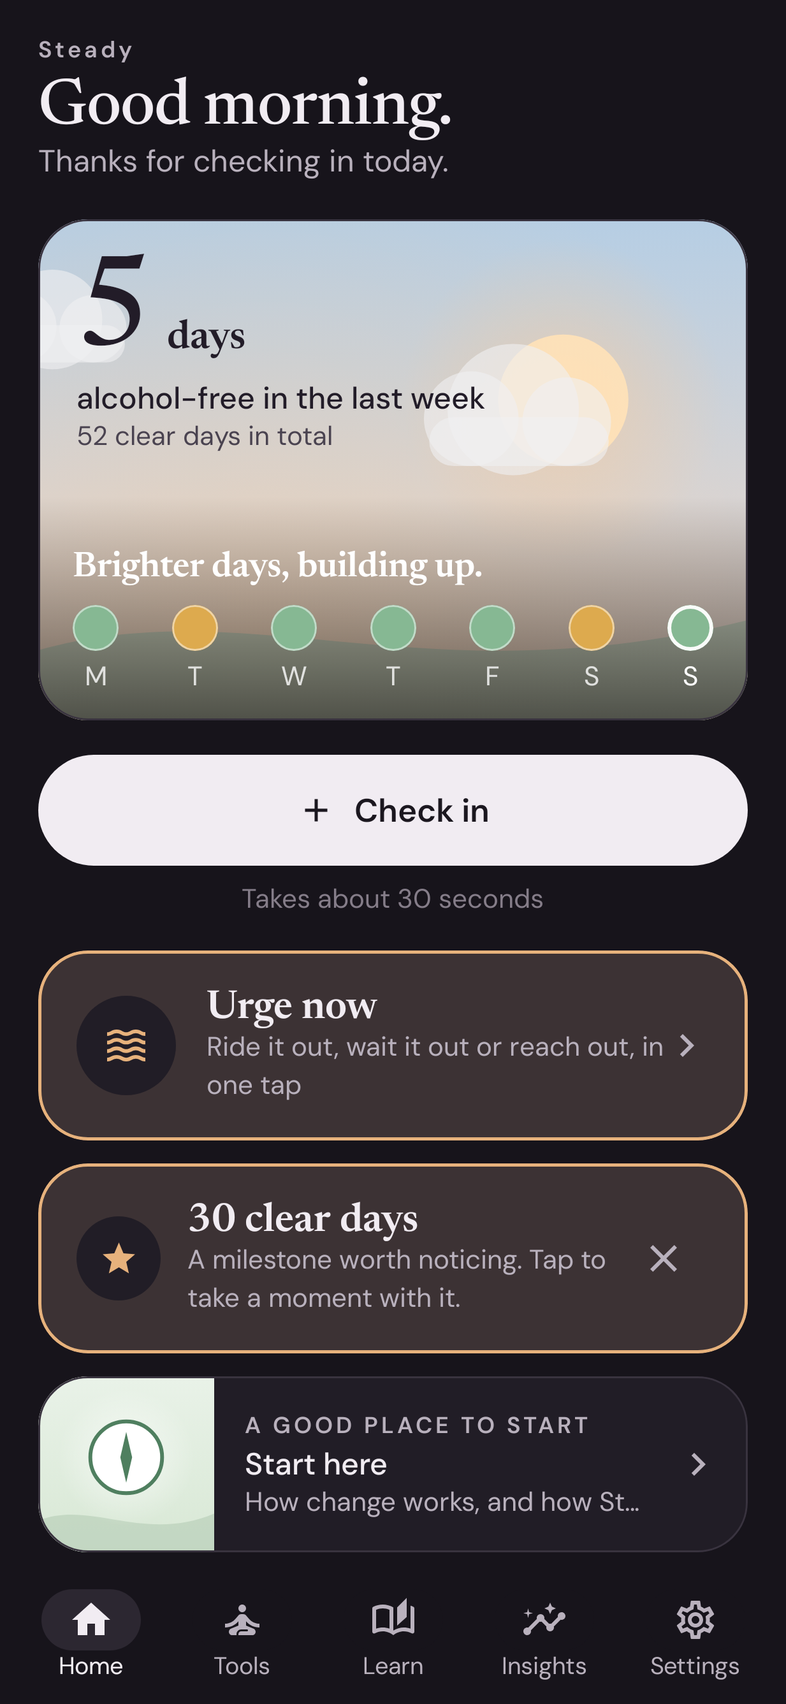 Steady
Good morning.
Thanks for checking in today.
5 days
alcohol-free in the last week
52 clear days in total
Brighter days, building up.
M T W T F S S
+ Check in
Takes about 30 seconds
Urge now
Ride it out, wait it out or reach out, in
one tap
30 clear days
A milestone worth noticing. Tap to
take a moment with it.
A GOOD PLACE TO START
Start here
How change works, and how St...
Home Tools Learn Insights Settings